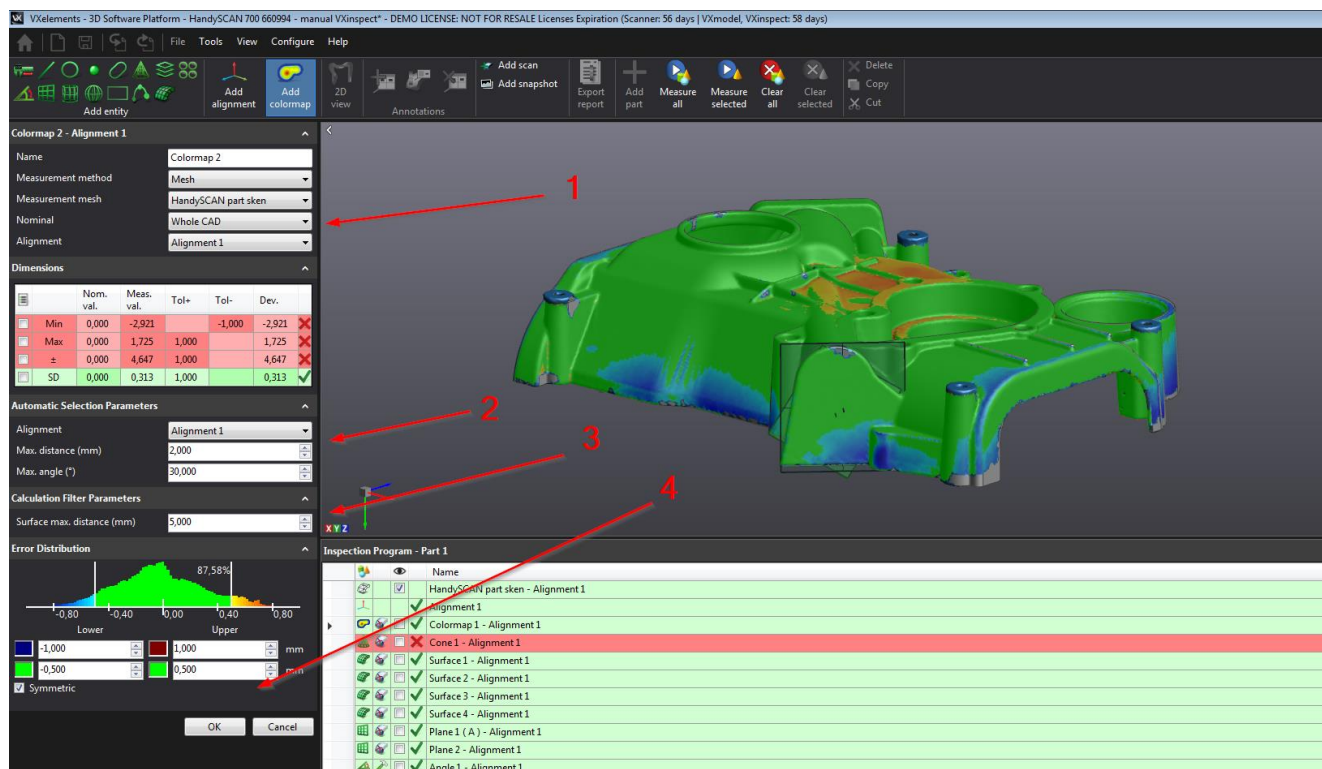 VXelements - 3D Software Platform - HandySCAN 700 660994 - manual VXinspect* - DEMO LICENSE: NOT FOR RESALE Licenses Expiration (Scanner: 56 days | VXmodel, VXinspect: 58 days)
File Tools View Configure Help
Add entity
Add alignment
Add colormap
2D view
Annotations
Add scan
Add snapshot
Export report
Add part
Measure all
Measure selected
Clear all
Clear selected
Delete
Copy
Cut
Colormap 2 - Alignment 1
Name Colormap 2
Measurement method Mesh
Measurement mesh HandySCAN part sken
Nominal Whole CAD
Alignment Alignment 1
Dimensions
Nom. val. Meas. val. Tol+ Tol- Dev.
Min 0,000 -2,921 -1,000 -2,921
Max 0,000 1,725 1,000 1,725
± 0,000 4,647 1,000 4,647
SD 0,000 0,313 1,000 0,313
Automatic Selection Parameters
Alignment Alignment 1
Max. distance (mm) 2,000
Max. angle (°) 30,000
Calculation Filter Parameters
Surface max. distance (mm) 5,000
Error Distribution
87,58%
-0,80 -0,40 0,00 0,40 0,80
Lower Upper
-1,000 1,000 mm
-0,500 0,500 mm
Symmetric
OK Cancel
1
2
3
4
X Y Z
Inspection Program - Part 1
Name
HandySCAN part sken - Alignment 1
Alignment 1
Colormap 1 - Alignment 1
Cone 1 - Alignment 1
Surface 1 - Alignment 1
Surface 2 - Alignment 1
Surface 3 - Alignment 1
Surface 4 - Alignment 1
Plane 1 ( A ) - Alignment 1
Plane 2 - Alignment 1
Angle 1 - Alignment 1